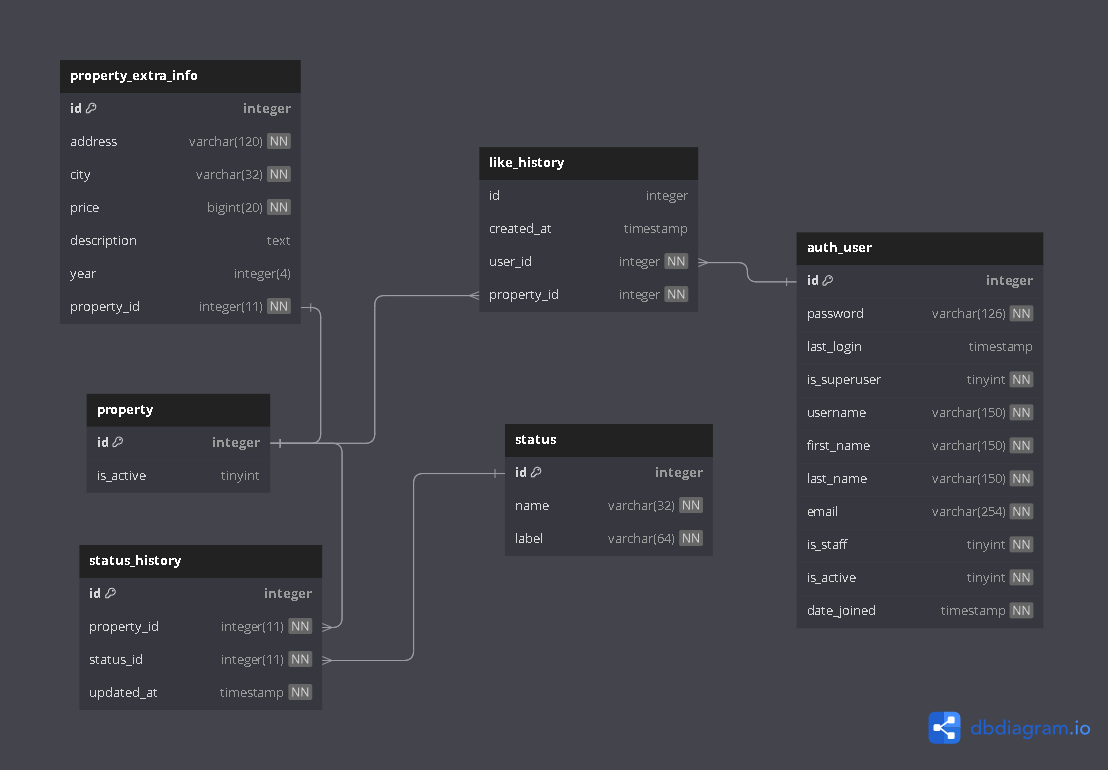 property_extra_info
id integer
address varchar(120) NN
city varchar(32) NN
price bigint(20) NN
description text
year integer(4)
property_id integer(11) NN
like_history
id integer
created_at timestamp
user_id integer NN
property_id integer NN
auth_user
id integer
password varchar(126) NN
last_login timestamp
is_superuser tinyint NN
username varchar(150) NN
first_name varchar(150) NN
last_name varchar(150) NN
email varchar(254) NN
is_staff tinyint NN
is_active tinyint NN
date_joined timestamp NN
property
id integer
is_active tinyint
status
id integer
name varchar(32) NN
label varchar(64) NN
status_history
id integer
property_id integer(11) NN
status_id integer(11) NN
updated_at timestamp NN
dbdiagram.io